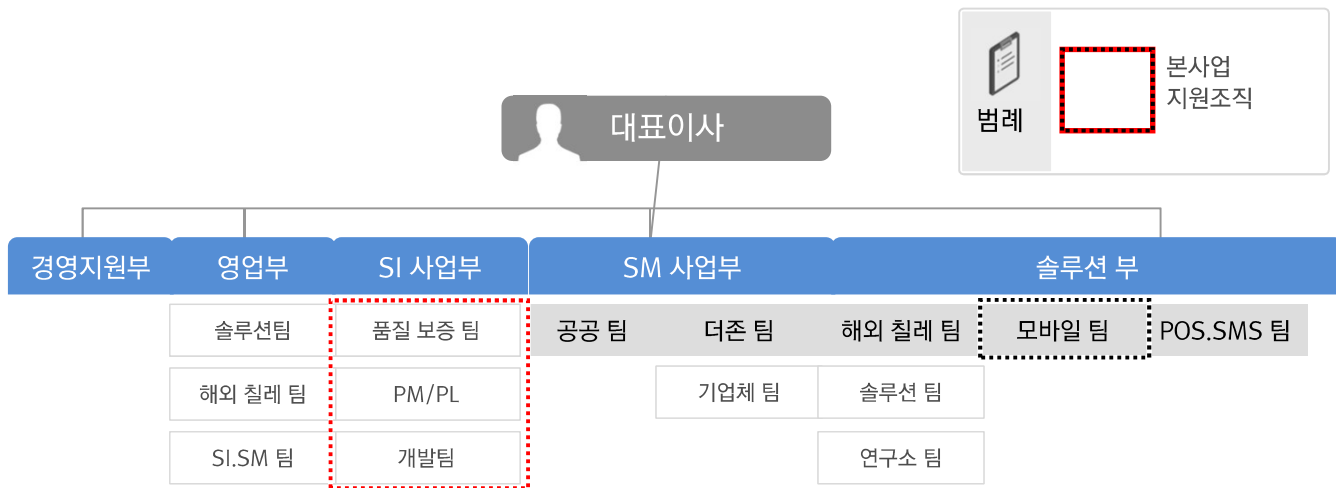 범례
본사업
지원조직
대표이사
경영지원부 영업부 SI 사업부 SM 사업부 솔루션 부
솔루션팀 품질 보증 팀 공공 팀 더존 팀 해외 칠레 팀 모바일 팀 POS.SMS 팀
해외 칠레 팀 PM/PL 기업체 팀 솔루션 팀
SI.SM 팀 개발팀 연구소 팀